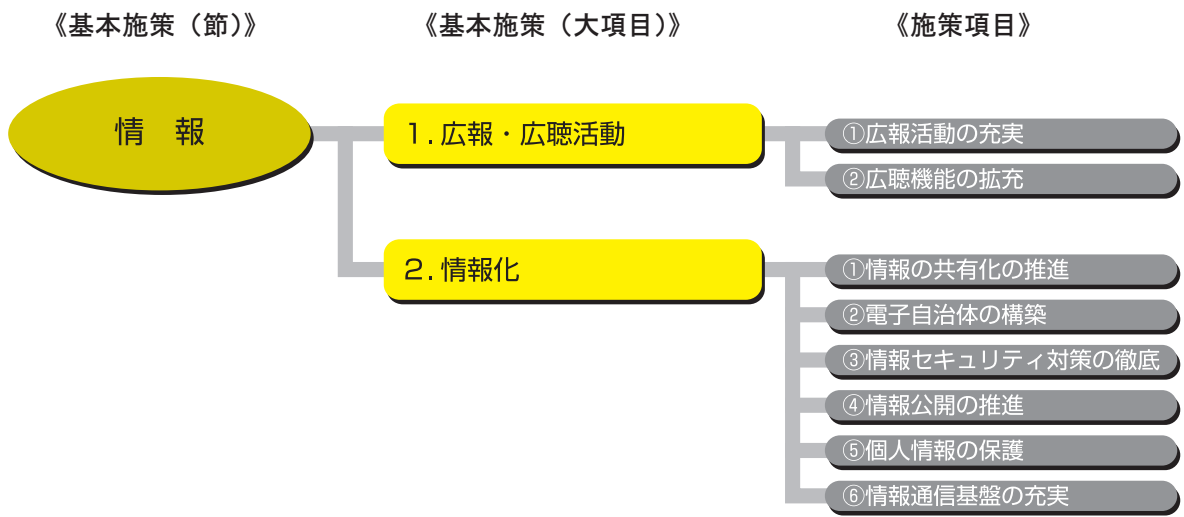 《基本施策（節）》
《基本施策（大項目）》
《施策項目》
情　報
1.広報・広聴活動
①広報活動の充実
②広聴機能の拡充
2.情報化
①情報の共有化の推進
②電子自治体の構築
③情報セキュリティ対策の徹底
④情報公開の推進
⑤個人情報の保護
⑥情報通信基盤の充実